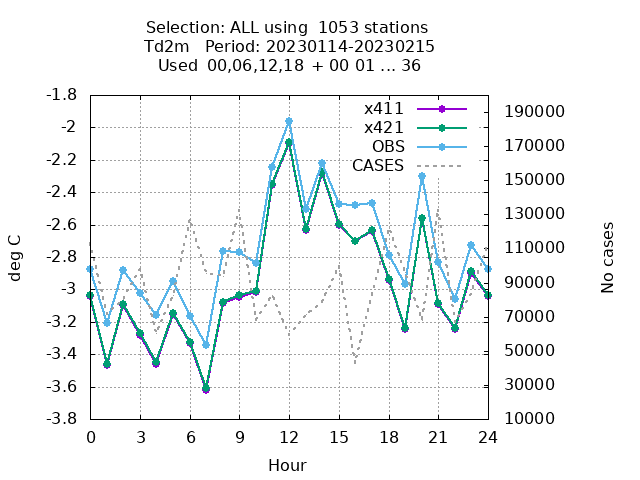 Selection: ALL using  1053 stations
Td2m   Period: 20230114-20230215
Used  00,06,12,18  + 00 01 ... 36
x411
x421
OBS
CASES
-1.8
-2
-2.2
-2.4
-2.6
-2.8
-3
-3.2
-3.4
-3.6
-3.8
deg C
190000
170000
150000
130000
110000
90000
70000
50000
30000
10000
No cases
0 3 6 9 12 15 18 21 24
Hour